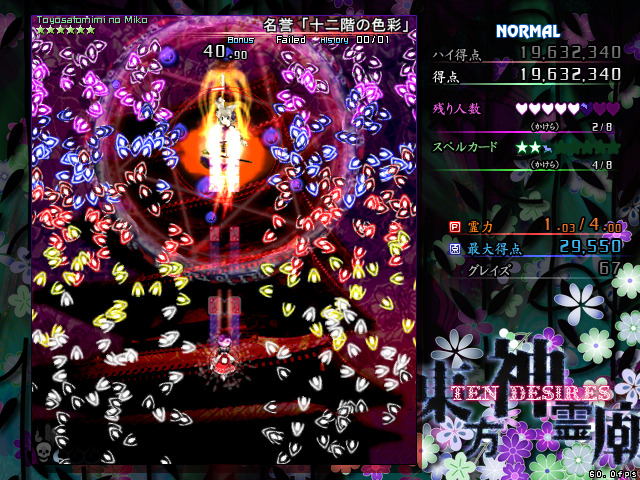 Toyosatomimi no Miko
名誉「十二階の色彩」
Bonus Failed History 00/01
40.90
NORMAL
ハイ得点 19,632,340
得点 19,632,340
残り人数
(かけら) 2/8
スペルカード
(かけら) 4/8
P 霊力 1.03/4.00
最大得点 29,550
グレイズ 67
東方神霊廟
TEN DESIRES
60.0fps